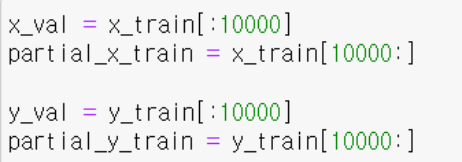 x_val = x_train[:10000]
partial_x_train = x_train[10000:]
y_val = y_train[:10000]
partial_y_train = y_train[10000:]